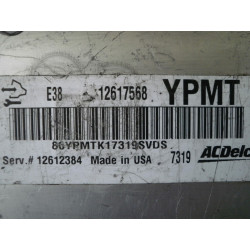 E38 12617568 YPMT
86YPMTK17319SVDS
Serv.# 12612384 Made in USA 7319 ACDelco